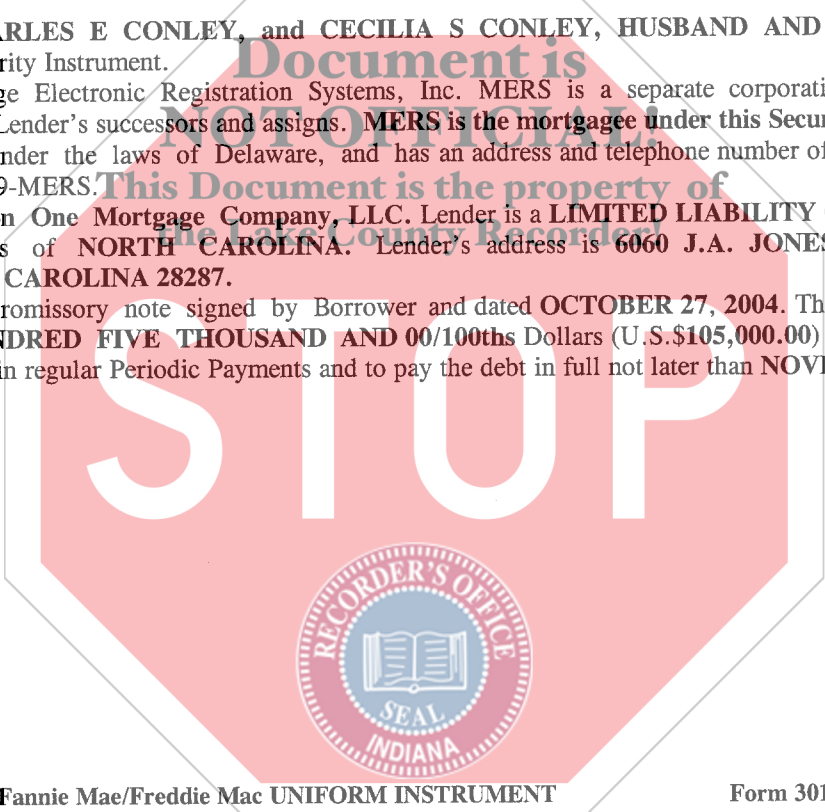 ARLES E CONLEY, and CECILIA S CONLEY, HUSBAND AND
rity Instrument.
Document is
ge Electronic Registration Systems, Inc. MERS is a separate corporati
NOT OFFICIAL!
Lender's successors and assigns. MERS is the mortgagee under this Secur
nder the laws of Delaware, and has an address and telephone number of
9-MERS.
This Document is the property of
n One Mortgage Company, LLC. Lender is a LIMITED LIABILITY
the Lake County Recorder!
s of NORTH CAROLINA. Lender's address is 6060 J.A. JONES
CAROLINA 28287.
romissory note signed by Borrower and dated OCTOBER 27, 2004. Th
NDRED FIVE THOUSAND AND 00/100ths Dollars (U.S.$105,000.00)
in regular Periodic Payments and to pay the debt in full not later than NOVE
STOP
RECORDER'S OFFICE
SEAL
INDIANA
Fannie Mae/Freddie Mac UNIFORM INSTRUMENT
Form 301